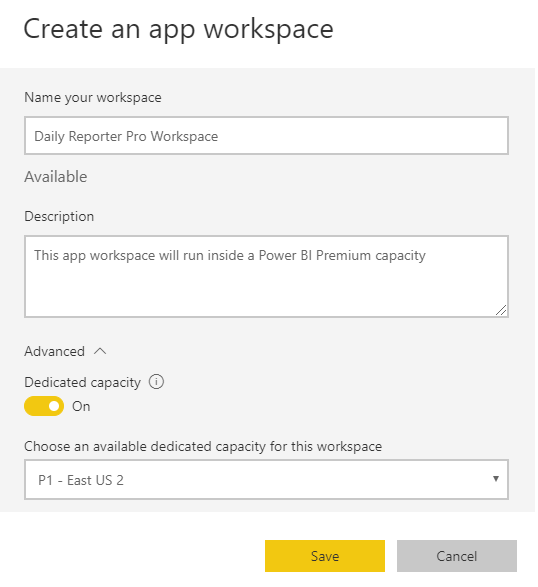 Create an app workspace
Name your workspace
Daily Reporter Pro Workspace
Available
Description
This app workspace will run inside a Power BI Premium capacity
Advanced
Dedicated capacity
On
Choose an available dedicated capacity for this workspace
P1 - East US 2
Save Cancel